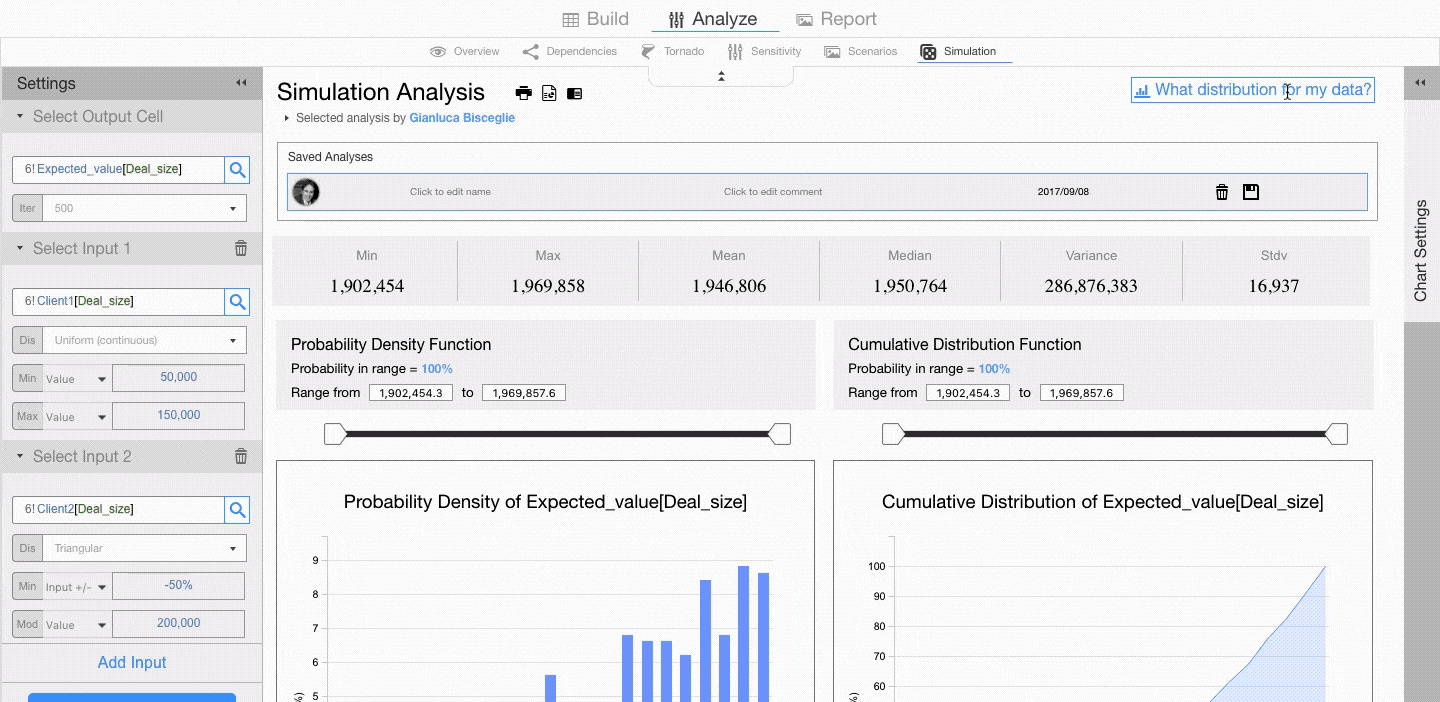 Build Analyze Report
Overview Dependencies Tornado Sensitivity Scenarios Simulation
Settings
Select Output Cell
6!Expected_value[Deal_size]
Iter 500
Select Input 1
6!Client1[Deal_size]
Dis Uniform (continuous)
Min Value 50,000
Max Value 150,000
Select Input 2
6!Client2[Deal_size]
Dis Triangular
Min Input +/- -50%
Mod Value 200,000
Add Input
Simulation Analysis
What distribution for my data?
Selected analysis by Gianluca Bisceglie
Saved Analyses
Click to edit name Click to edit comment 2017/09/08
Min Max Mean Median Variance Stdv
1,902,454 1,969,858 1,946,806 1,950,764 286,876,383 16,937
Probability Density Function
Probability in range = 100%
Range from 1,902,454.3 to 1,969,857.6
Cumulative Distribution Function
Probability in range = 100%
Range from 1,902,454.3 to 1,969,857.6
Probability Density of Expected_value[Deal_size]
9
8
7
6
5
%)
Cumulative Distribution of Expected_value[Deal_size]
100
90
80
70
60
%)
Chart Settings